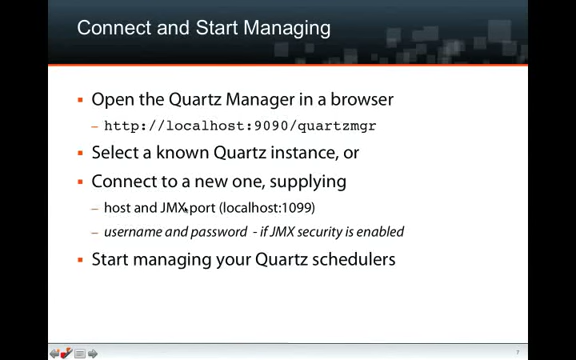 Connect and Start Managing
Open the Quartz Manager in a browser
– http://localhost:9090/quartzmgr
Select a known Quartz instance, or
Connect to a new one, supplying
– host and JMX port (localhost:1099)
– username and password - if JMX security is enabled
Start managing your Quartz schedulers